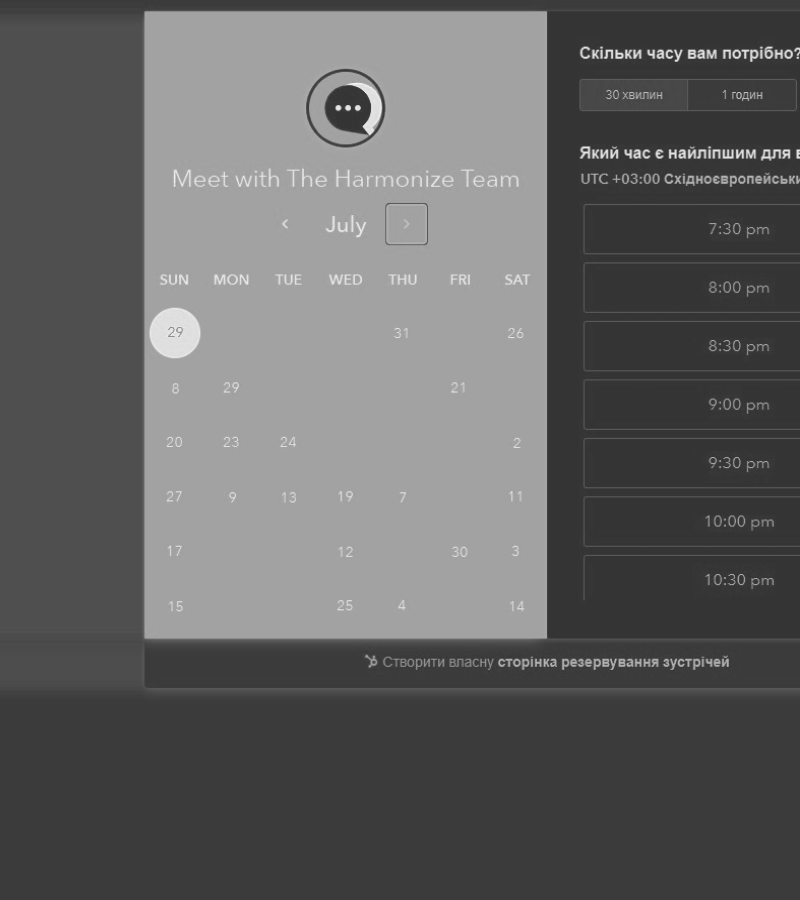 Meet with The Harmonize Team
July
SUN MON TUE WED THU FRI SAT
29 31 26
8 29 21
20 23 24 2
27 9 13 19 7 11
17 12 30 3
15 25 4 14
Скільки часу вам потрібно?
30 хвилин 1 годин
Який час є найліпшим для
UTC +03:00 Східноєвропейськи
7:30 pm
8:00 pm
8:30 pm
9:00 pm
9:30 pm
10:00 pm
10:30 pm
Створити власну сторінка резервування зустрічей